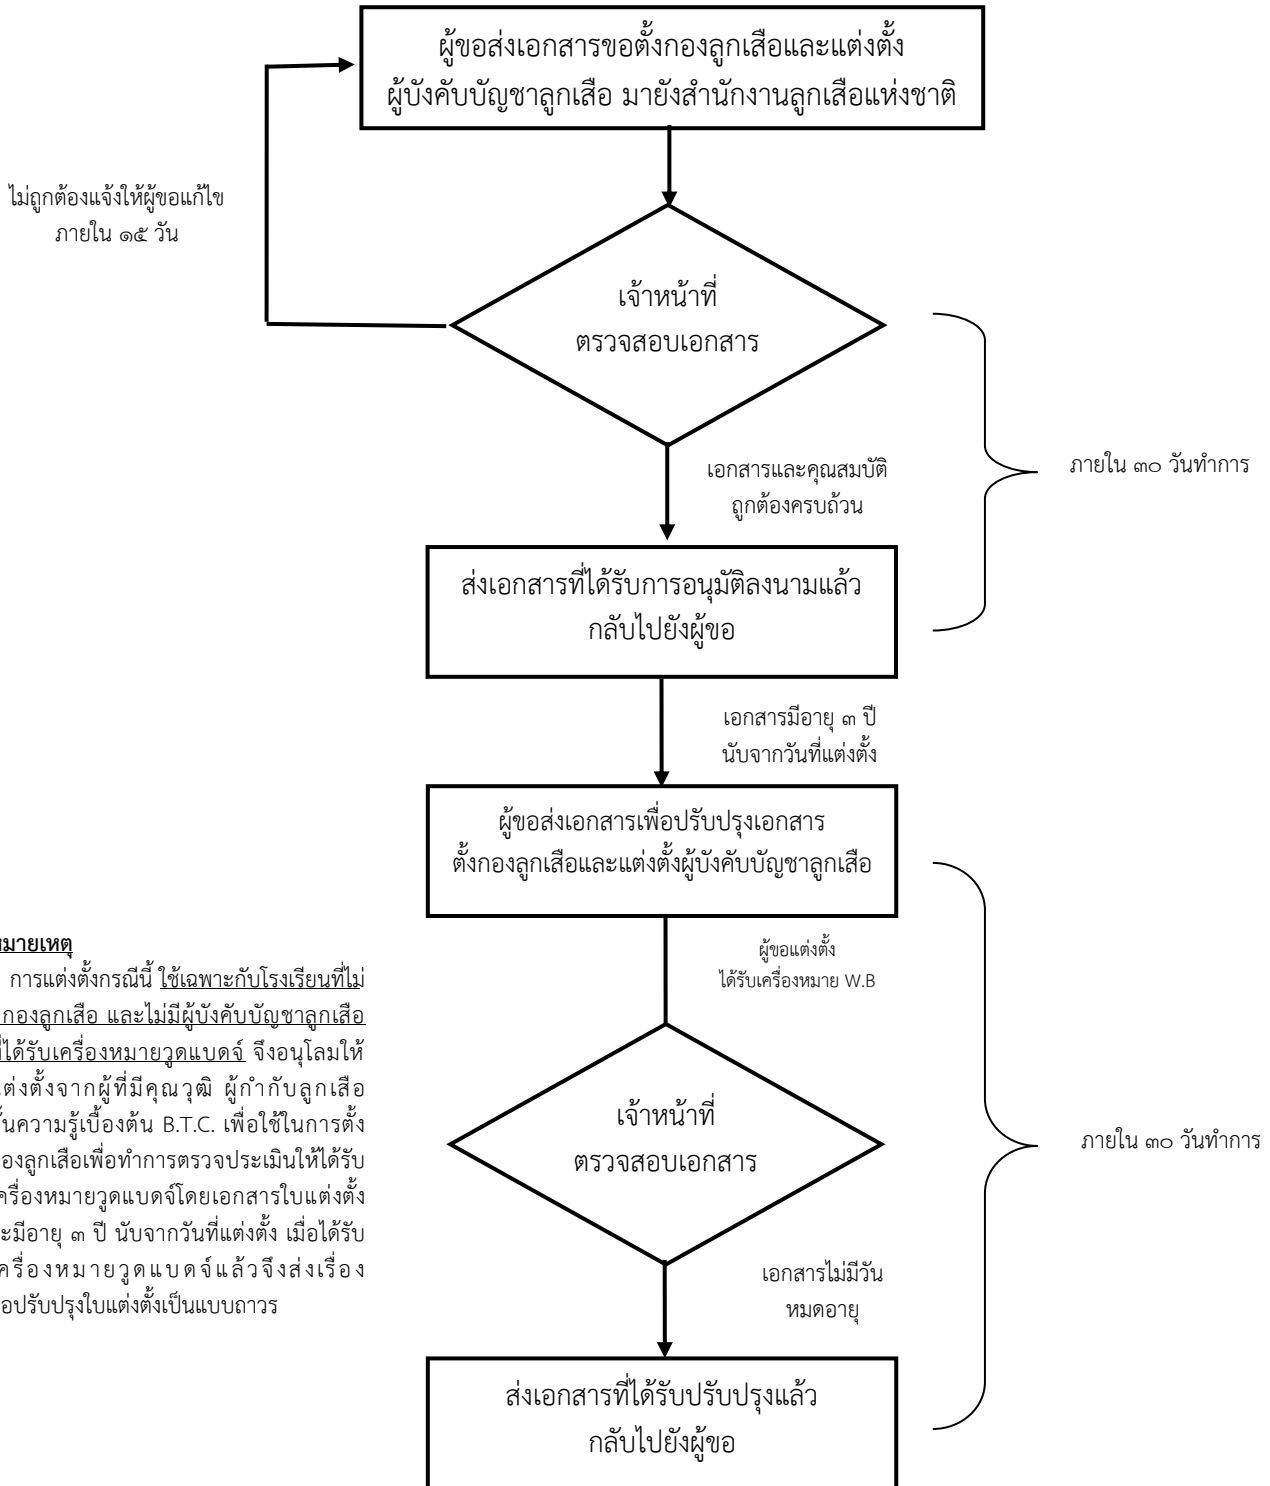 ผู้ขอส่งเอกสารขอตั้งกองลูกเสือและแต่งตั้ง
ผู้บังคับบัญชาลูกเสือ มายังสำนักงานลูกเสือแห่งชาติ
ไม่ถูกต้องแจ้งให้ผู้ขอแก้ไข
ภายใน ๑๕ วัน
เจ้าหน้าที่
ตรวจสอบเอกสาร
เอกสารและคุณสมบัติ
ถูกต้องครบถ้วน
ภายใน ๓๐ วันทำการ
ส่งเอกสารที่ได้รับการอนุมัติลงนามแล้ว
กลับไปยังผู้ขอ
เอกสารมีอายุ ๓ ปี
นับจากวันที่แต่งตั้ง
ผู้ขอส่งเอกสารเพื่อปรับปรุงเอกสาร
ตั้งกองลูกเสือและแต่งตั้งผู้บังคับบัญชาลูกเสือ
ผู้ขอแต่งตั้ง
ได้รับเครื่องหมาย W.B
หมายเหตุ
การแต่งตั้งกรณีนี้ ใช้เฉพาะกับโรงเรียนที่ไม่
กองลูกเสือ และไม่มีผู้บังคับบัญชาลูกเสือ
ที่ได้รับเครื่องหมายวูดแบดจ์ จึงอนุโลมให้
แต่งตั้งจากผู้ที่มีคุณวุฒิ ผู้กำกับลูกเสือ
ขั้นความรู้เบื้องต้น B.T.C. เพื่อใช้ในการตั้ง
กองลูกเสือเพื่อทำการตรวจประเมินให้ได้รับ
เครื่องหมายวูดแบดจ์โดยเอกสารใบแต่งตั้ง
จะมีอายุ ๓ ปี นับจากวันที่แต่งตั้ง เมื่อได้รับ
เครื่องหมายวูดแบดจ์แล้วจึงส่งเรื่อง
ขอปรับปรุงใบแต่งตั้งเป็นแบบถาวร
เจ้าหน้าที่
ตรวจสอบเอกสาร
ภายใน ๓๐ วันทำการ
เอกสารไม่มีวัน
หมดอายุ
ส่งเอกสารที่ได้รับปรับปรุงแล้ว
กลับไปยังผู้ขอ